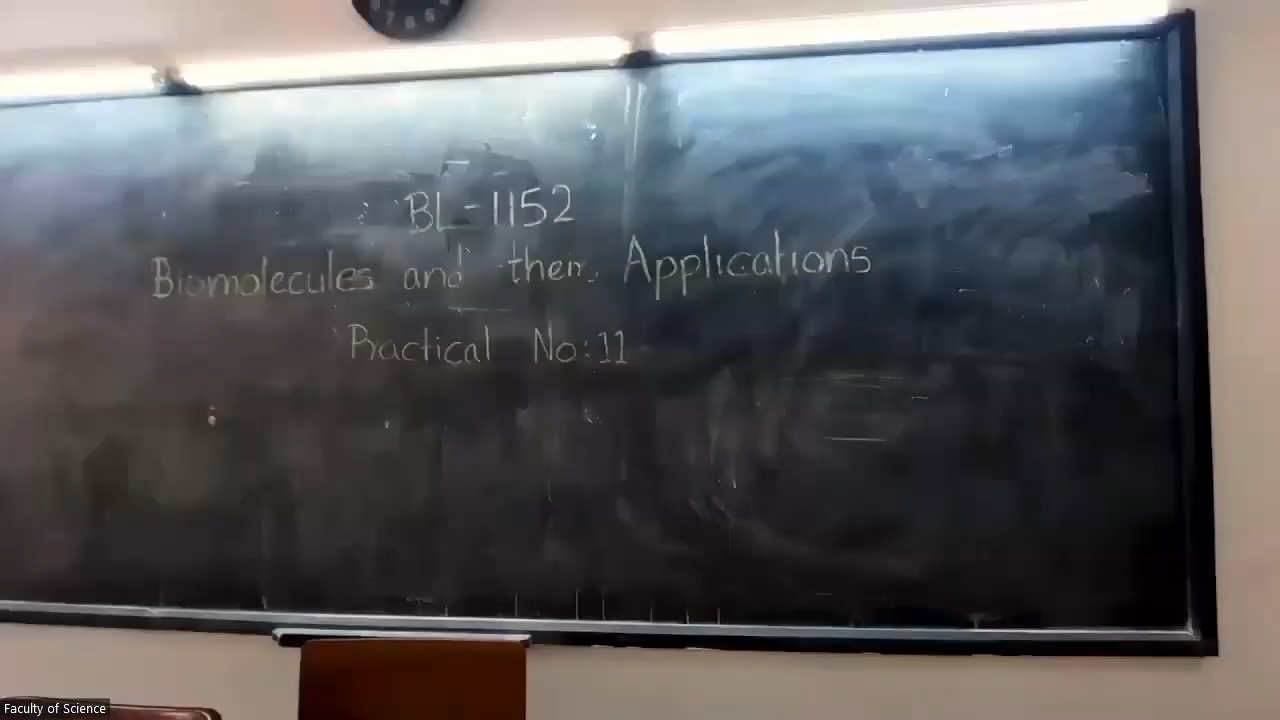 BL-1152
Biomolecules and their Applications
Practical No:11
Faculty of Science